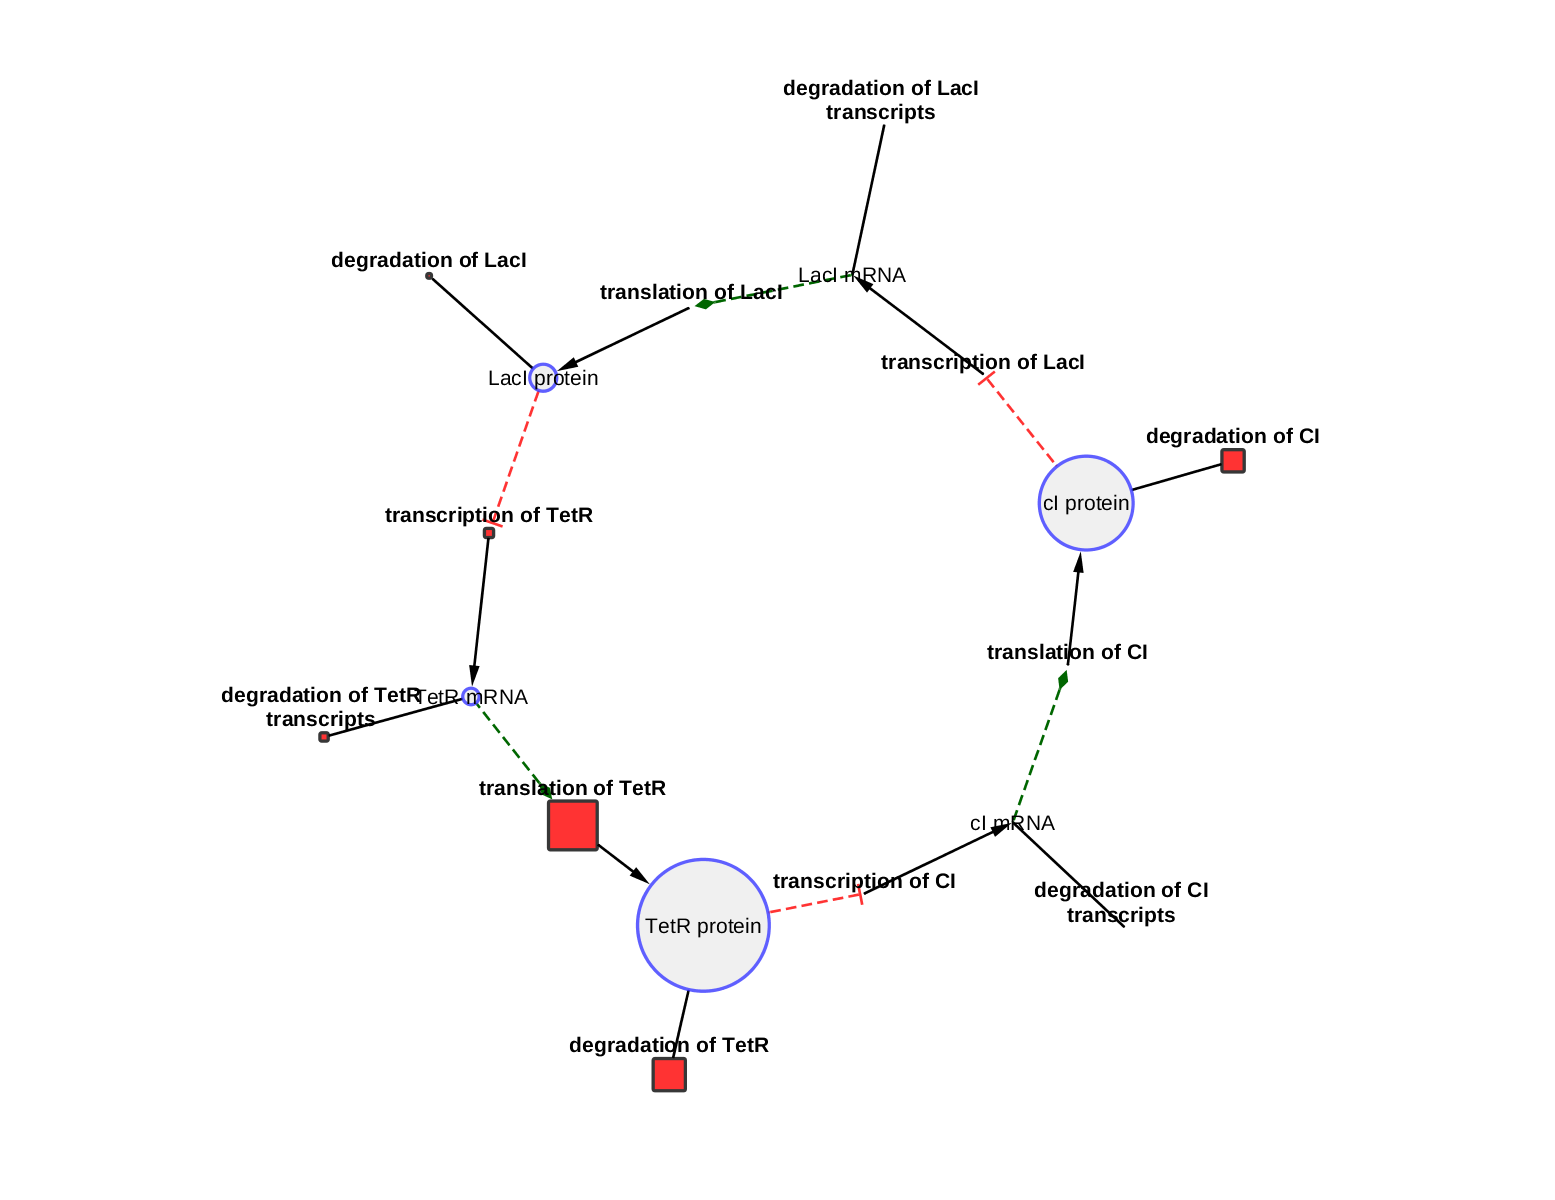 degradation of LacI
transcripts
degradation of LacI
LacI mRNA
translation of LacI
transcription of LacI
LacI protein
degradation of CI
cI protein
transcription of TetR
translation of CI
degradation of TetR
transcripts
TetR mRNA
translation of TetR
cI mRNA
transcription of CI
degradation of CI
transcripts
TetR protein
degradation of TetR